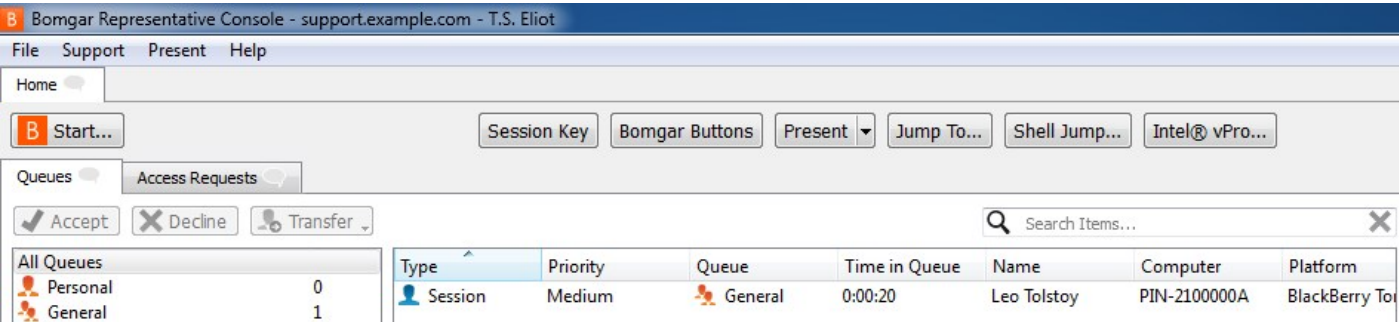 B Bomgar Representative Console - support.example.com - T.S. Eliot
File Support Present Help
Home
B Start... Session Key Bomgar Buttons Present Jump To... Shell Jump... Intel® vPro...
Queues Access Requests
Accept Decline Transfer Search Items...
All Queues Type Priority Queue Time in Queue Name Computer Platform
Personal 0 Session Medium General 0:00:20 Leo Tolstoy PIN-2100000A BlackBerry
General 1